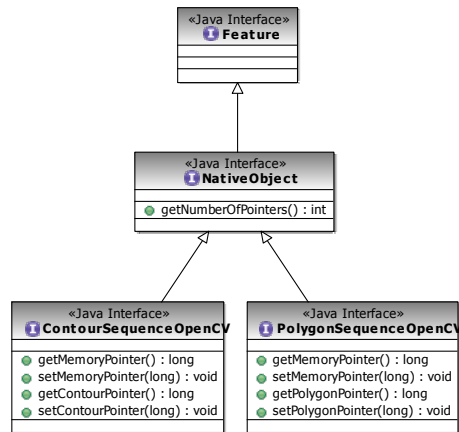 «Java Interface»
Feature
«Java Interface»
NativeObject
getNumberOfPointers() : int
«Java Interface»
ContourSequenceOpenCV
getMemoryPointer() : long
setMemoryPointer(long) : void
getContourPointer() : long
setContourPointer(long) : void
«Java Interface»
PolygonSequenceOpenCV
getMemoryPointer() : long
setMemoryPointer(long) : void
getPolygonPointer() : long
setPolygonPointer(long) : void